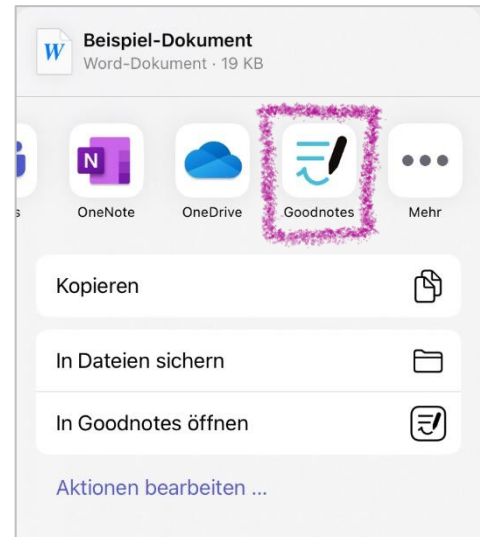 W
Beispiel-Dokument
Word-Dokument · 19 KB
s
N
OneNote
OneDrive
Goodnotes
Mehr
Kopieren
In Dateien sichern
In Goodnotes öffnen
Aktionen bearbeiten ...